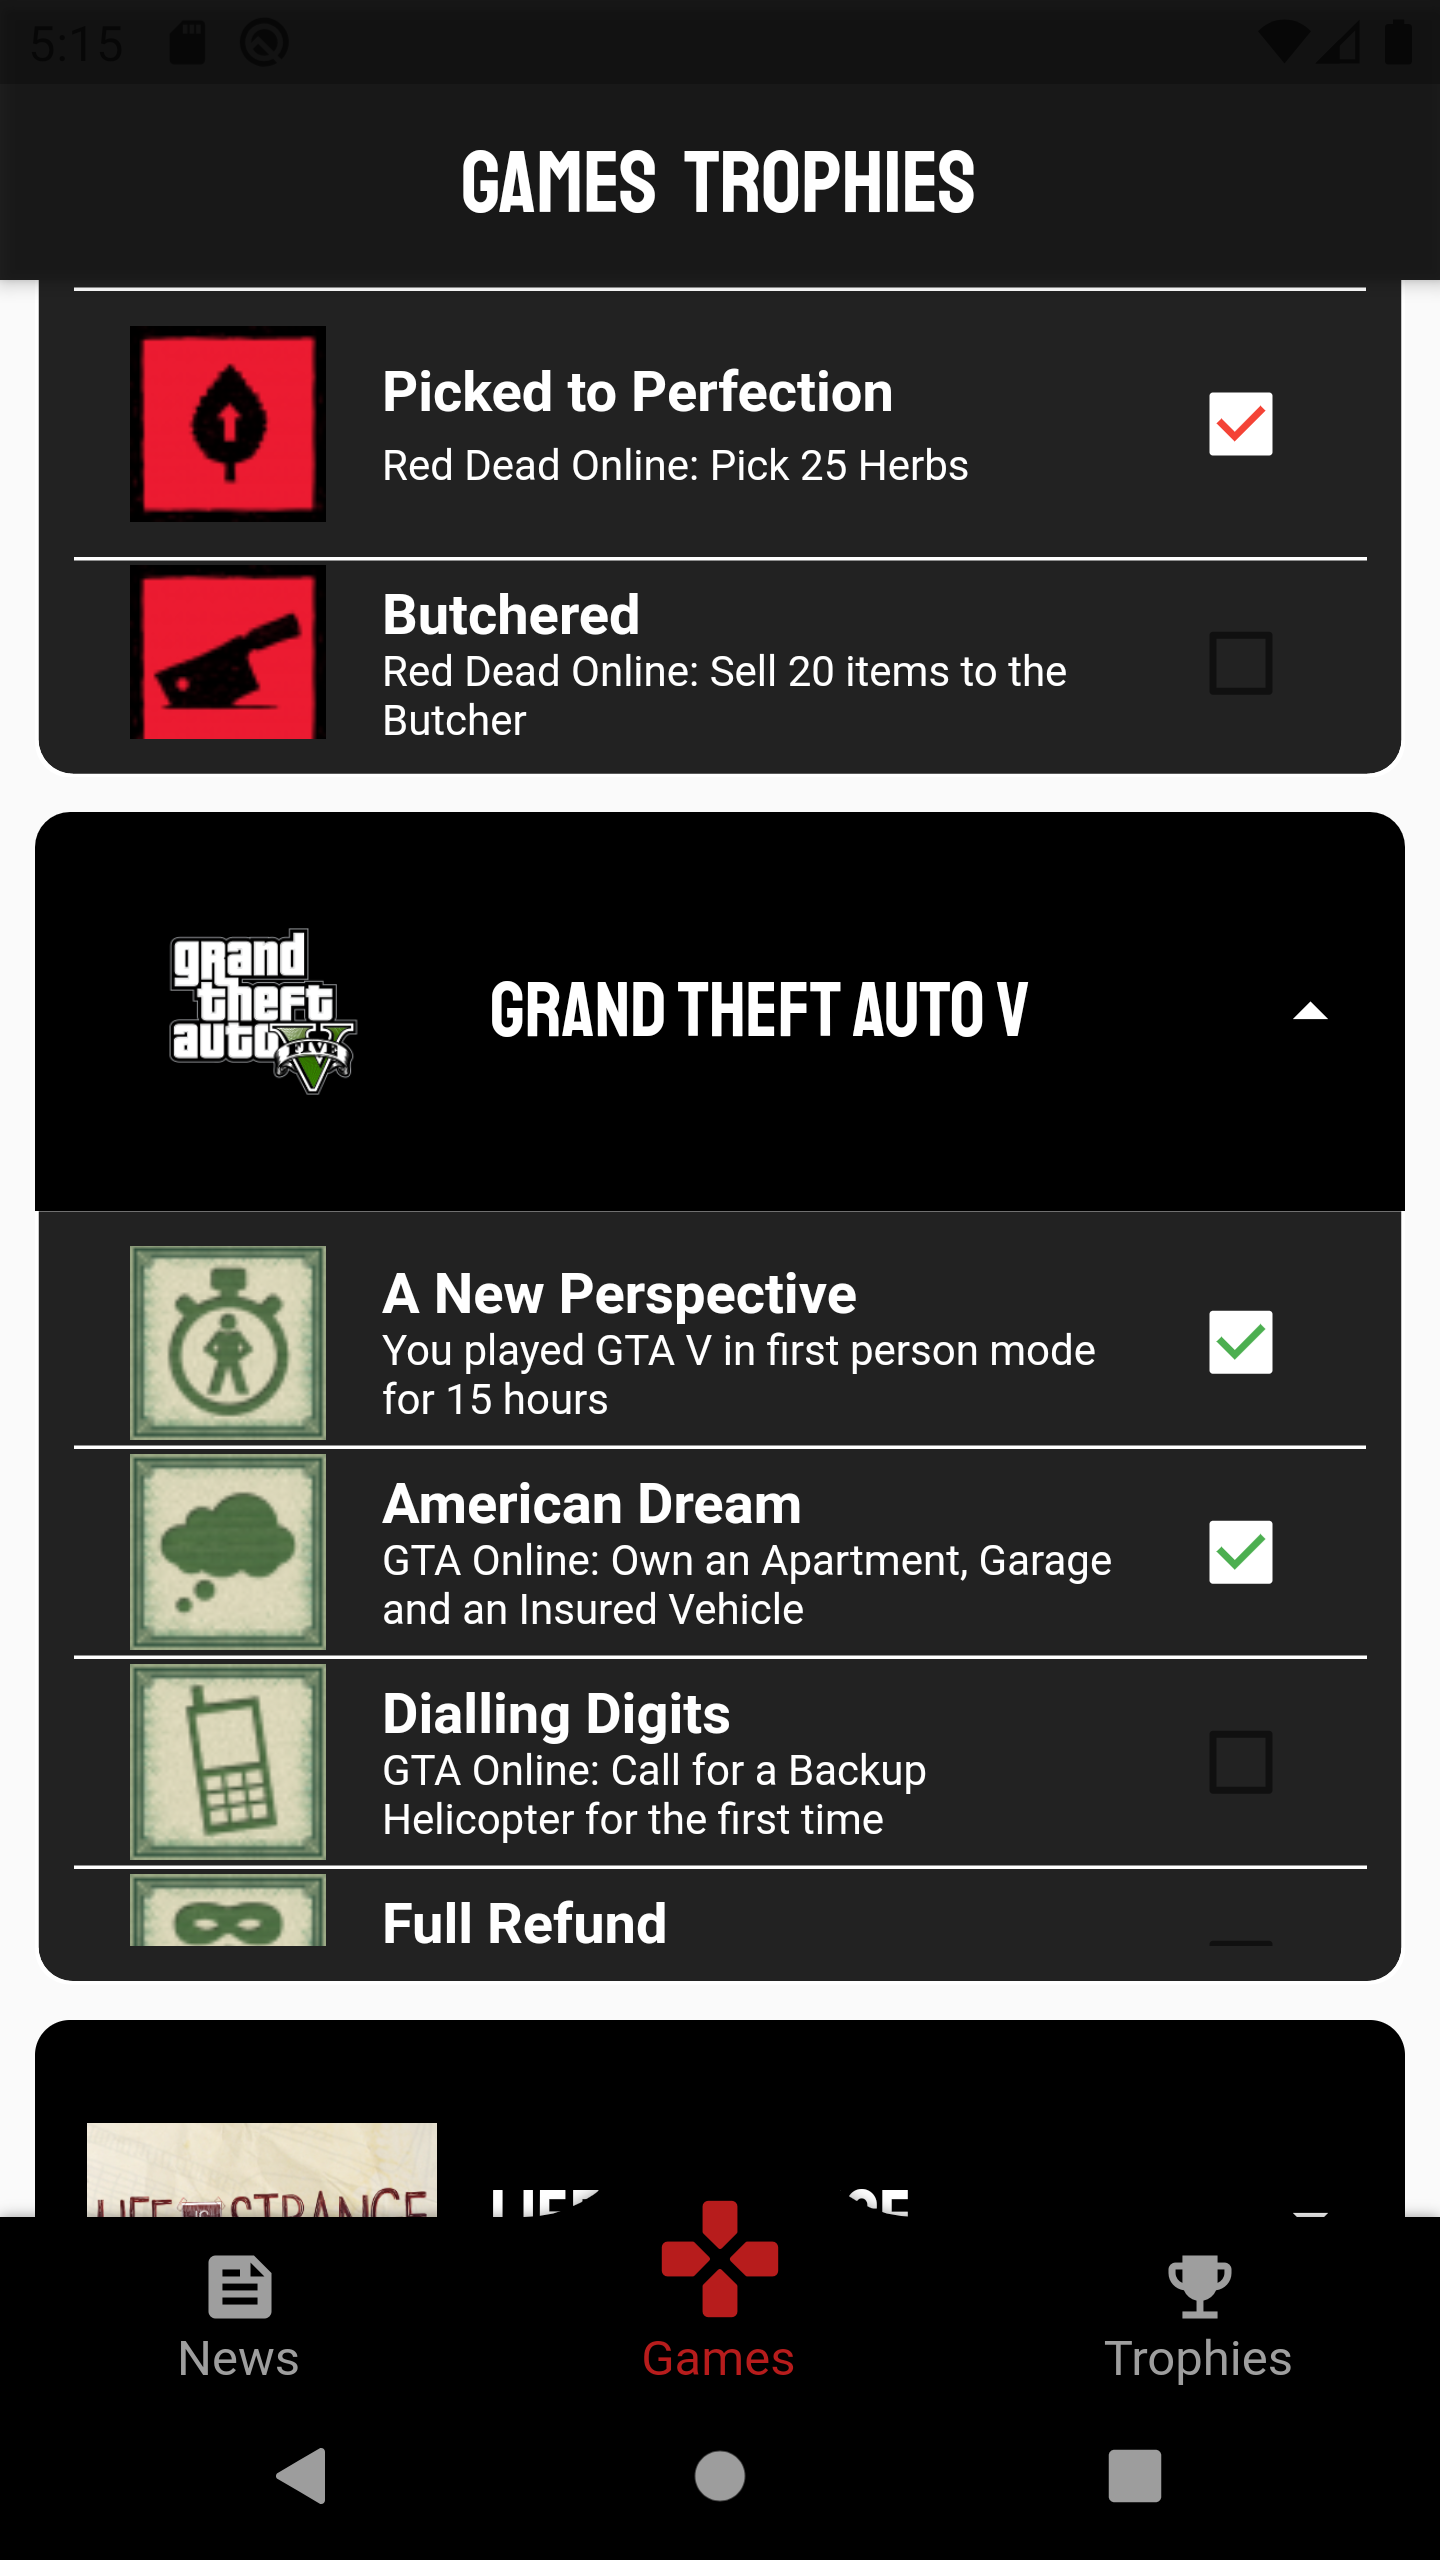 5:15
GAMES TROPHIES
Picked to Perfection
Red Dead Online: Pick 25 Herbs
Butchered
Red Dead Online: Sell 20 items to the
Butcher
grand
theft
auto
FIVE
GRAND THEFT AUTO V
A New Perspective
You played GTA V in first person mode
for 15 hours
American Dream
GTA Online: Own an Apartment, Garage
and an Insured Vehicle
Dialling Digits
GTA Online: Call for a Backup
Helicopter for the first time
Full Refund
LIFE IS STRANGE
News
Games
Trophies